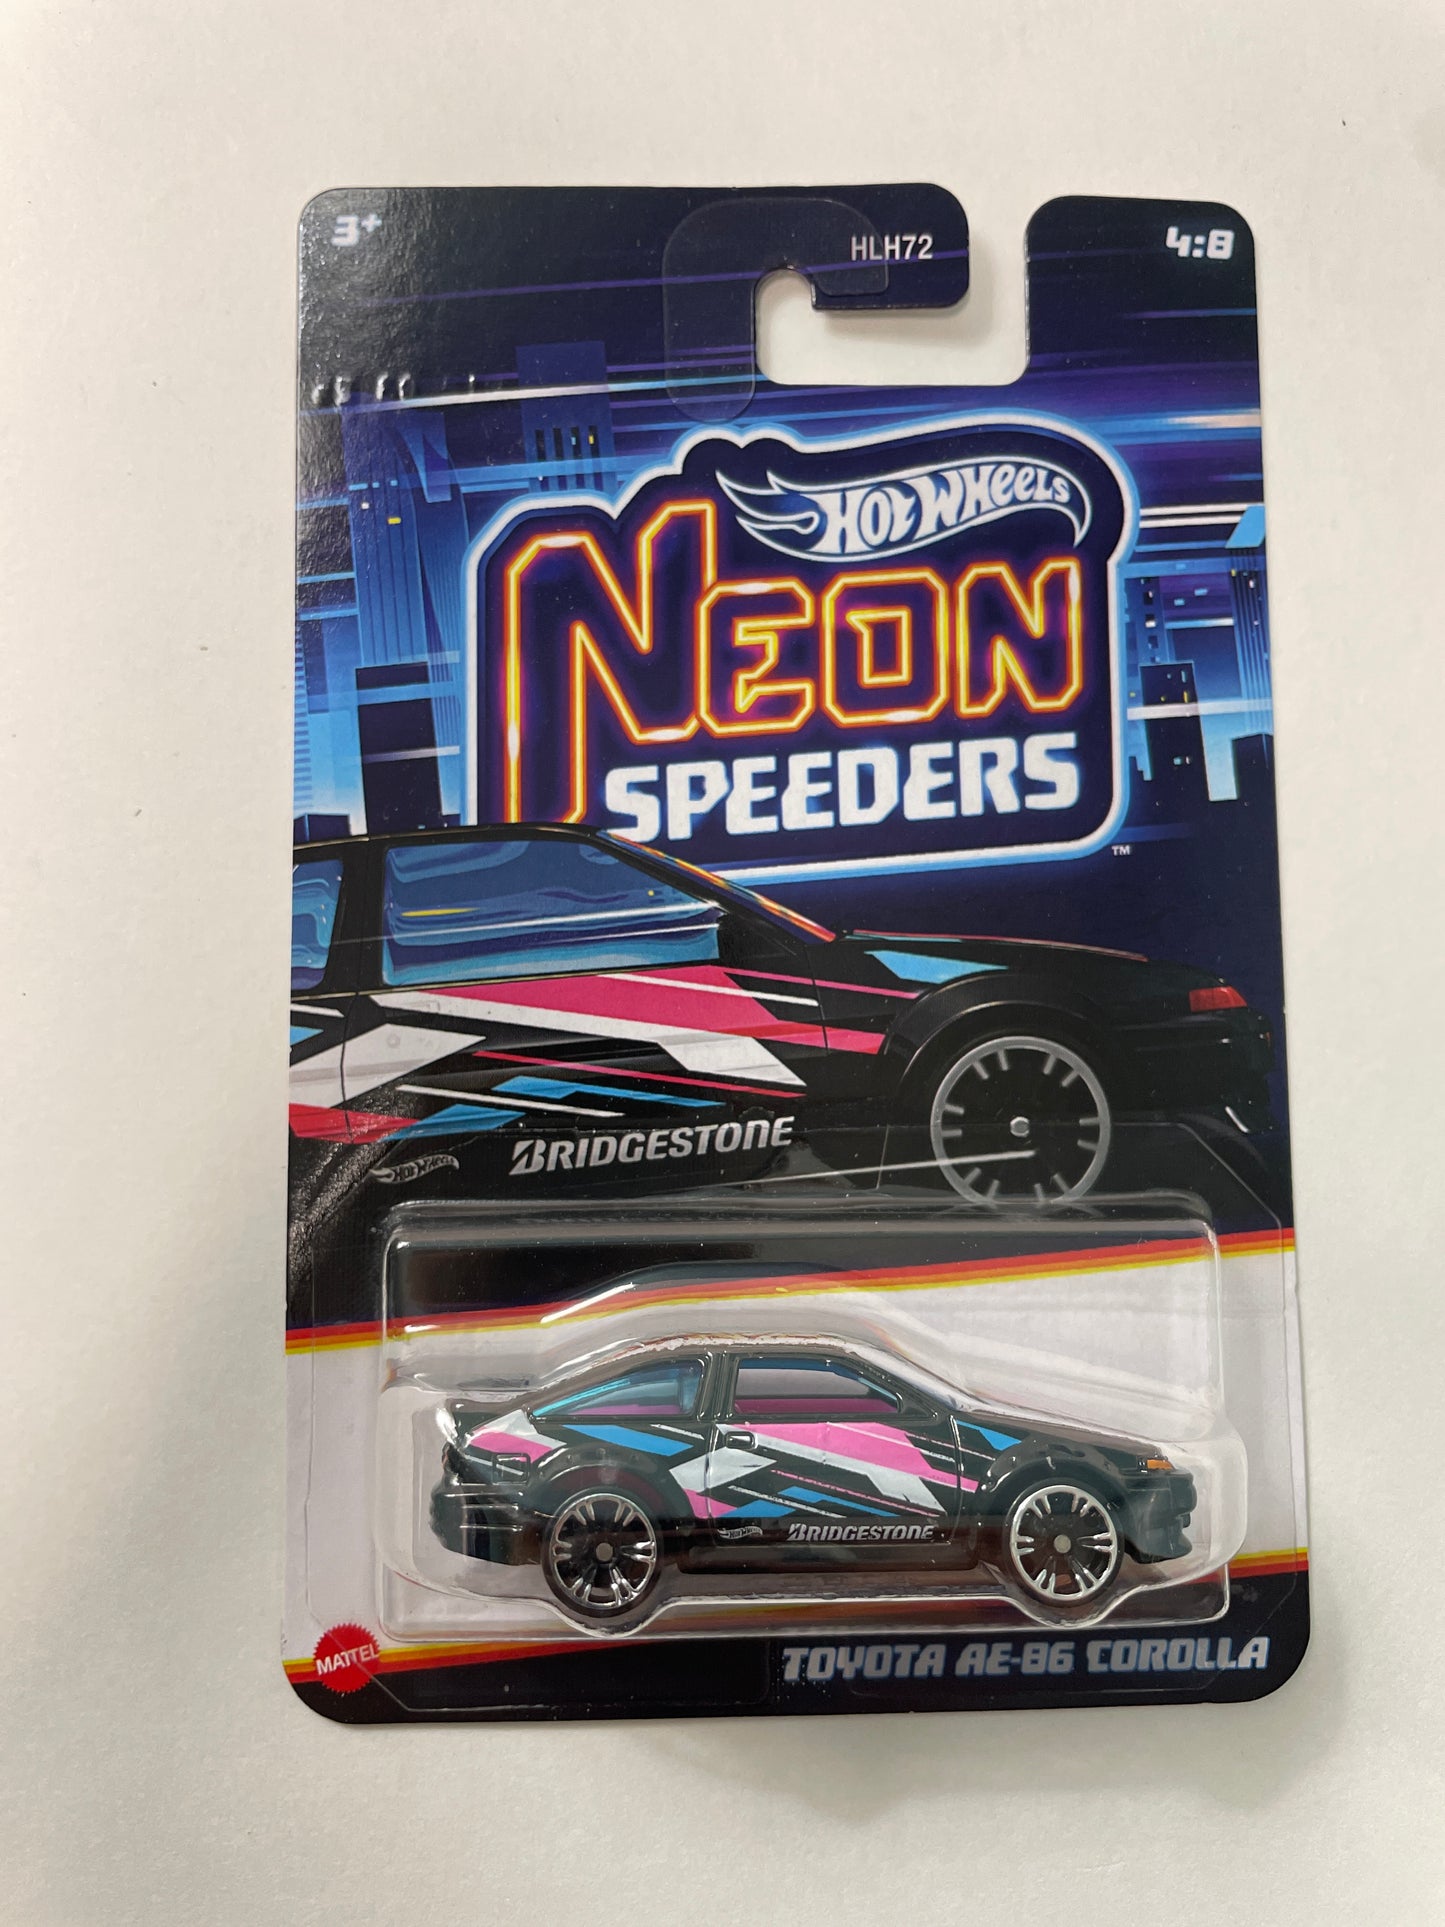 3+
HLH72
4:8
Hot Wheels
NEON
SPEEDERS
TM
BRIDGESTONE
Hot Wheels
Hot Wheels
BRIDGESTONE
MATTEL
TOYOTA AE-86 COROLLA